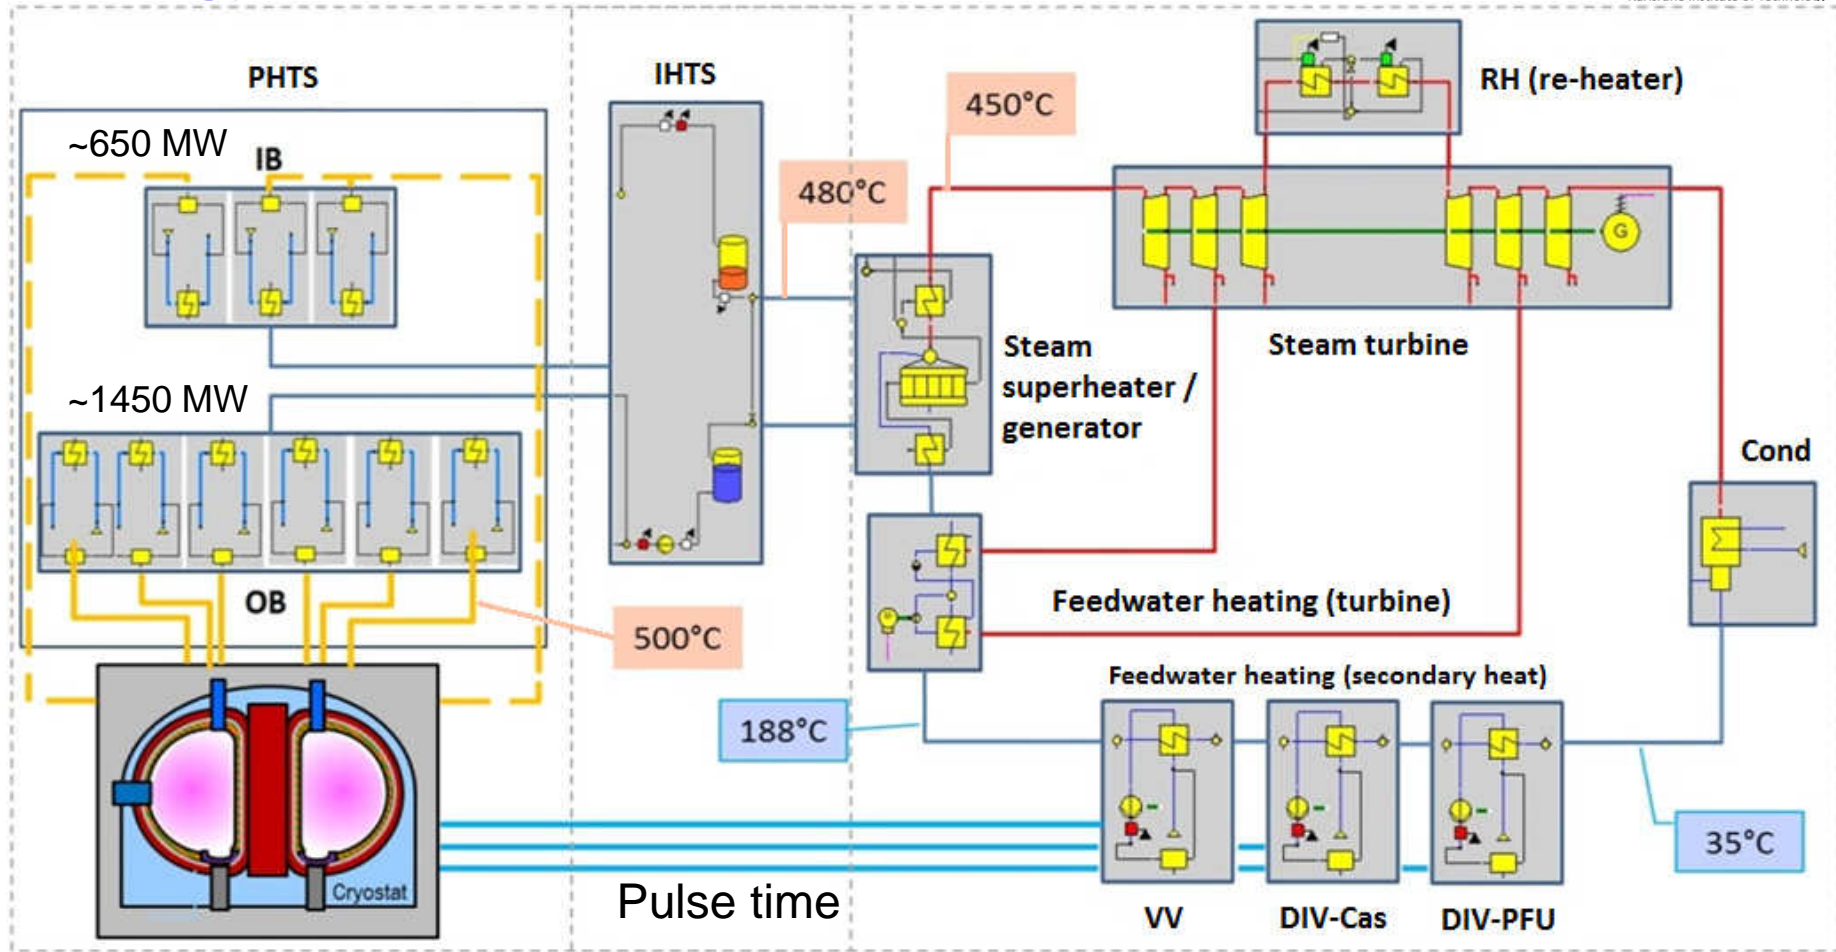 PHTS
IHTS
RH (re-heater)
~650 MW
IB
450°C
480°C
G
Steam turbine
Steam
superheater /
generator
~1450 MW
OB
500°C
Cond
Feedwater heating (turbine)
Feedwater heating (secondary heat)
188°C
35°C
Cryostat
Pulse time
VV
DIV-Cas
DIV-PFU